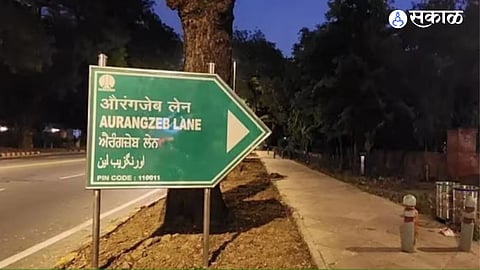 सकाळ
औरंगजेब लेन
AURANGZEB LANE
ਔਰੰਗਜ਼ੇਬ ਲੇਨ
اورنگزیب لین
PIN CODE : 110011